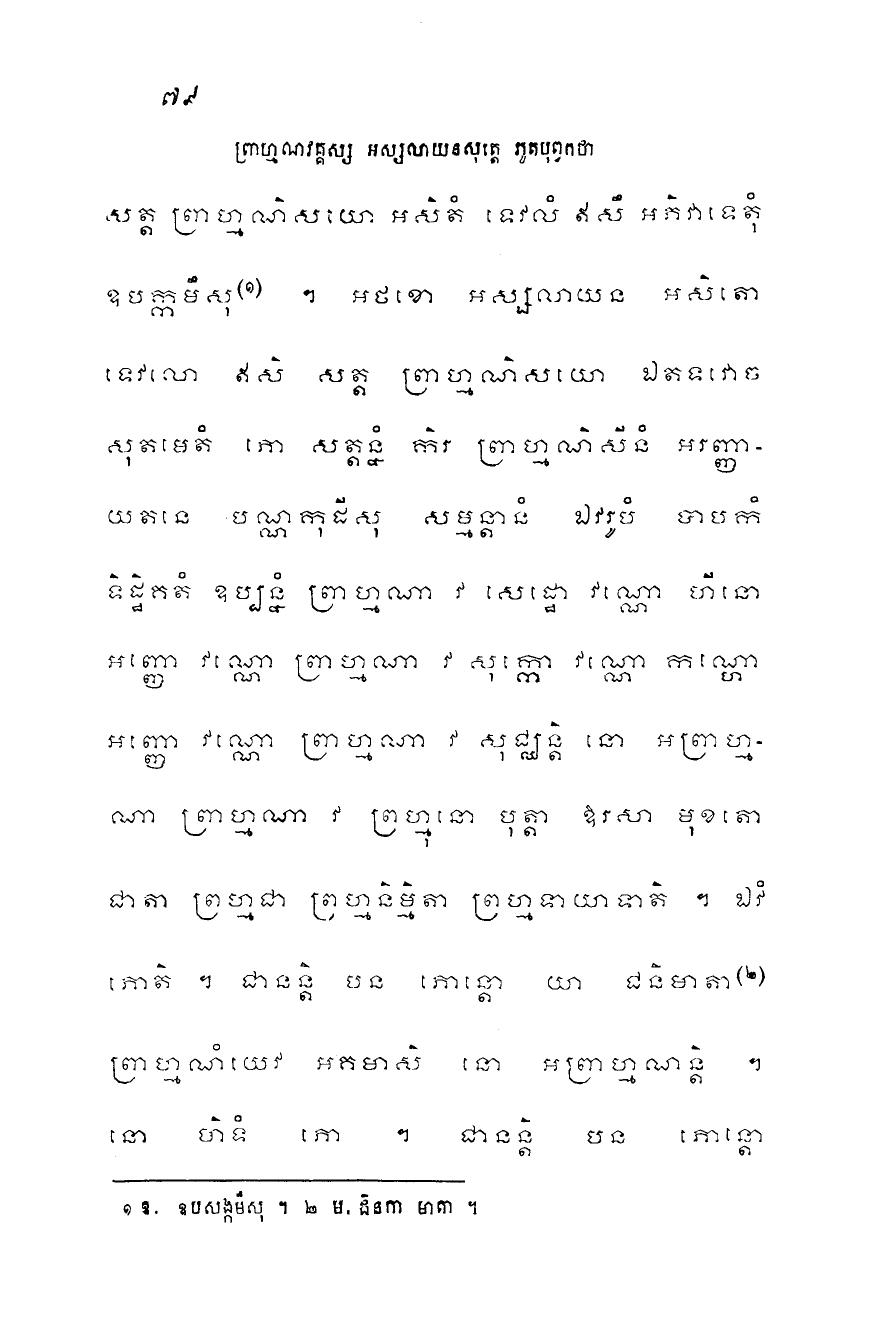 ៧៩
ព្រាហ្មណវគ្គស្ស អស្សលាយនសុត្តេ ភូតបុព្វកថា
សត្ត ព្រាហ្មណិសយោ អសិតំ ទេវលំ ឥសឹ អភិវាទេតុំ
ឧបក្កមឹសុ(១) ។ អថខោ អស្សលាយន អសិតោ
ទេវលោ ឥសិ សត្ត ព្រាហ្មណិសយោ ឯតទវោច
សុតមេតំ ភោ សត្តន្នំ កិរ ព្រាហ្មណិសីនំ អរញ្ញា-
យតនេ បណ្ណកុដីសុ សម្មន្តានំ ឯវរូបំ បាបកំ
ទិដ្ឋិគតំ ឧប្បន្នំ ព្រាហ្មណា វ សេដ្ឋោ វណ្ណោ ហីនោ
អញ្ញោ វណ្ណោ ព្រាហ្មណា វ សុក្កោ វណ្ណោ កណ្ហោ
អញ្ញោ វណ្ណោ ព្រាហ្មណា វ សុជ្ឈន្តិ នោ អព្រាហ្ម-
ណា ព្រាហ្មណា វ ព្រហ្មុនោ បុត្តា ឱរសា មុខតោ
ជាតា ព្រហ្មជា ព្រហ្មនិម្មិតា ព្រហ្មទាយាទាតិ ។ ឯវំ
ភោតិ ។ ជានន្តិ បន ភោន្តោ យា ជនិមាតា(២)
ព្រាហ្មណំយេវ អគមាសិ នោ អព្រាហ្មណន្តិ ។
នោ ហិទំ ភោ ។ ជានន្តិ បន ភោន្តោ
១ ឱ. ឧបសង្កមឹសុ ។ ២ ម. ជិនកា មាតា ។